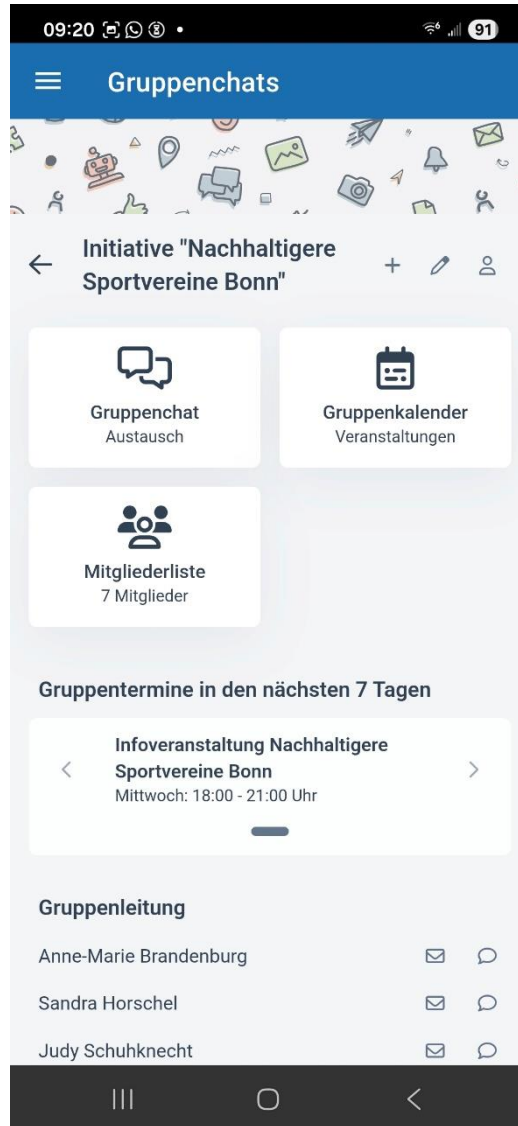 09:20
91
Gruppenchats
Initiative "Nachhaltigere
Sportvereine Bonn"
Gruppenchat
Austausch
Gruppenkalender
Veranstaltungen
Mitgliederliste
7 Mitglieder
Gruppentermine in den nächsten 7 Tagen
Infoveranstaltung Nachhaltigere
Sportvereine Bonn
Mittwoch: 18:00 - 21:00 Uhr
Gruppenleitung
Anne-Marie Brandenburg
Sandra Horschel
Judy Schuhknecht